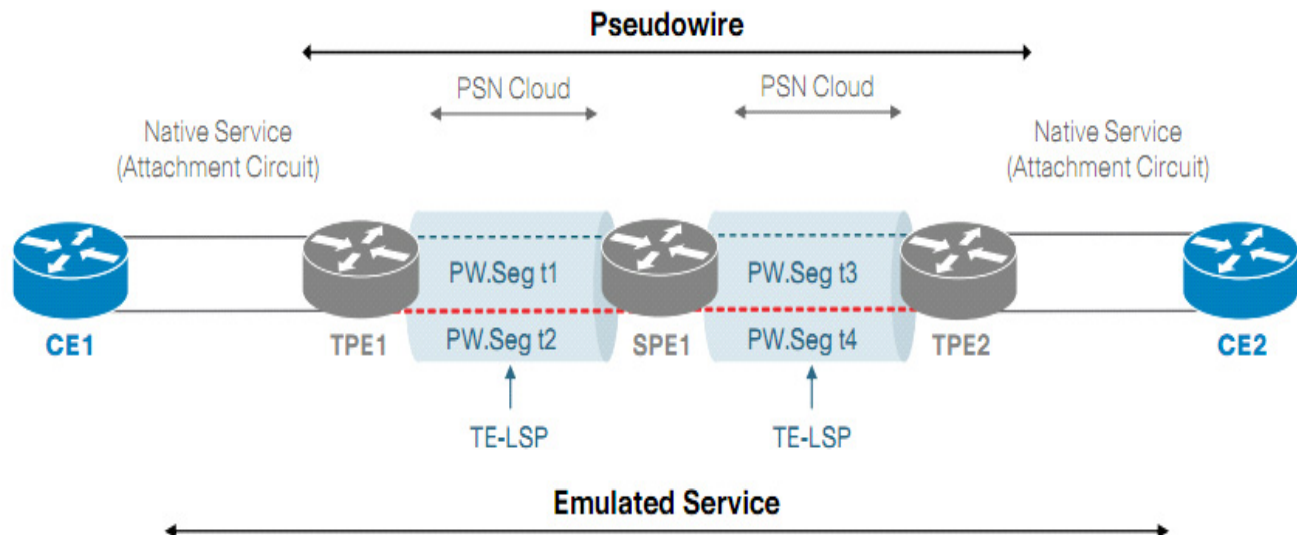 Pseudowire
PSN Cloud
PSN Cloud
Native Service
(Attachment Circuit)
Native Service
(Attachment Circuit)
PW.Seg t1
PW.Seg t3
CE1
TPE1
PW.Seg t2
SPE1
PW.Seg t4
TPE2
CE2
TE-LSP
TE-LSP
Emulated Service